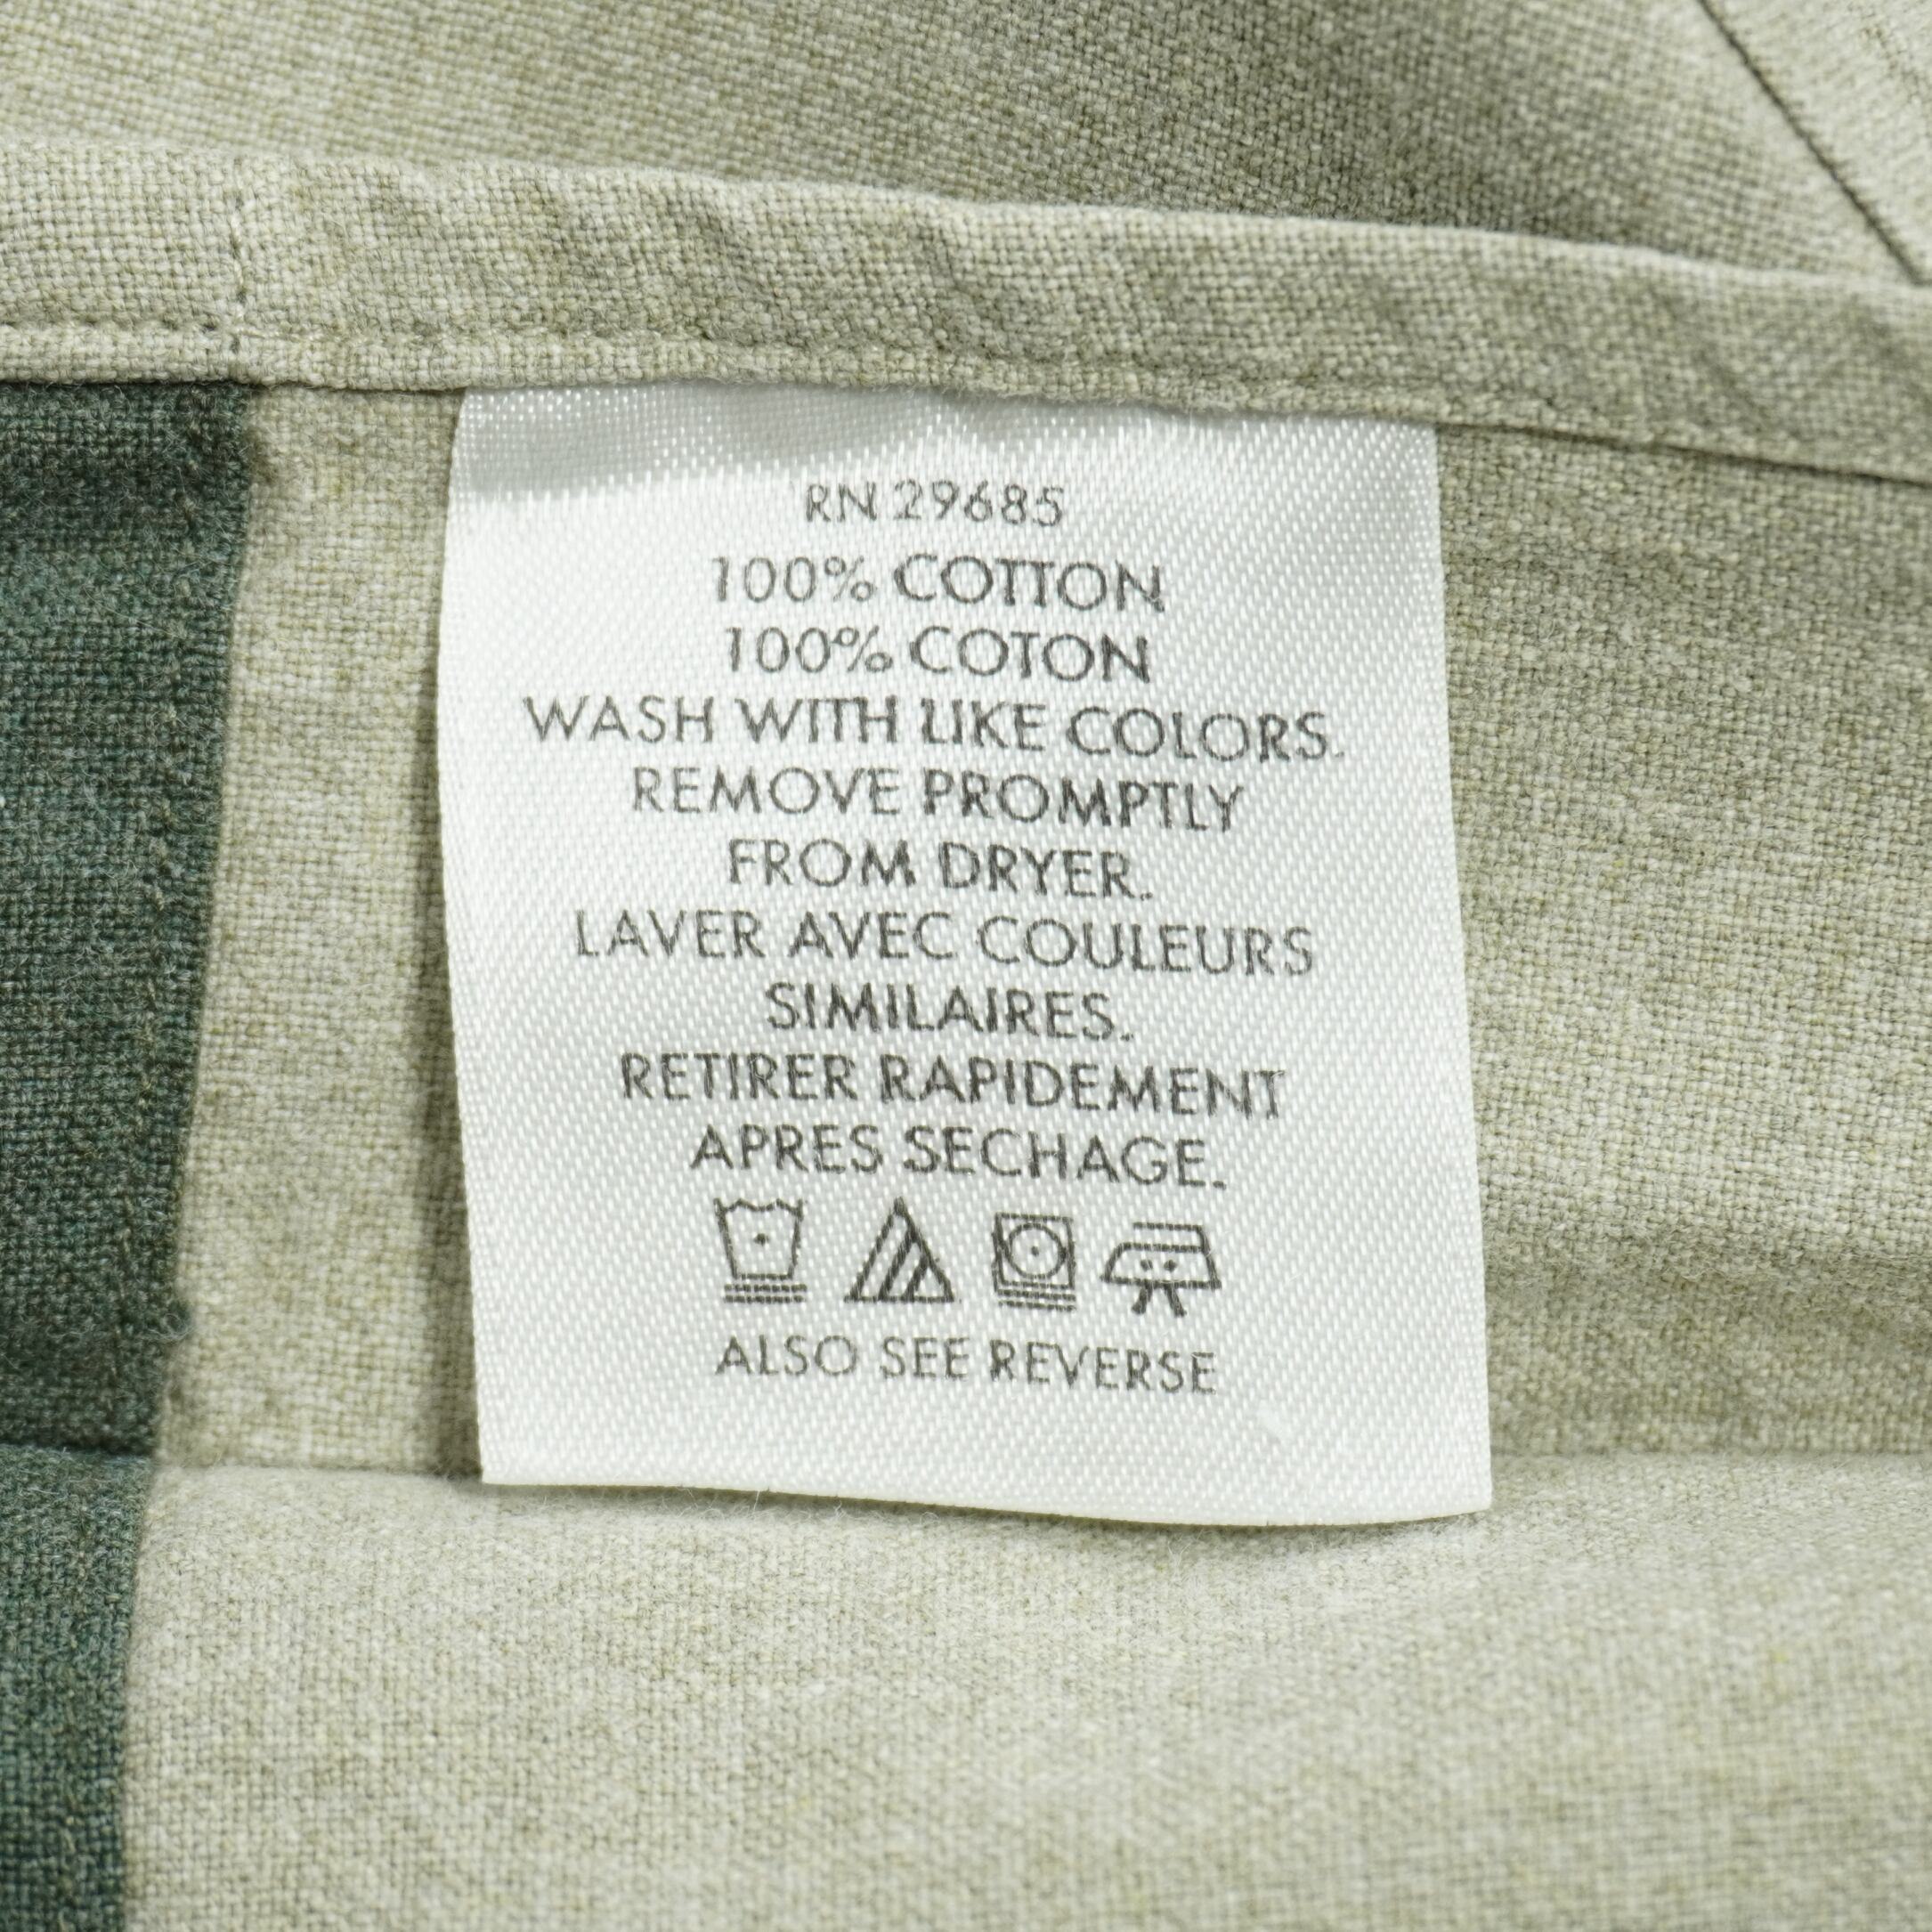 RN 29685
100% COTTON
100% COTON
WASH WITH LIKE COLORS.
REMOVE PROMPTLY
FROM DRYER.
LAVER AVEC COULEURS
SIMILAIRES.
RETIRER RAPIDEMENT
APRES SECHAGE.
ALSO SEE REVERSE